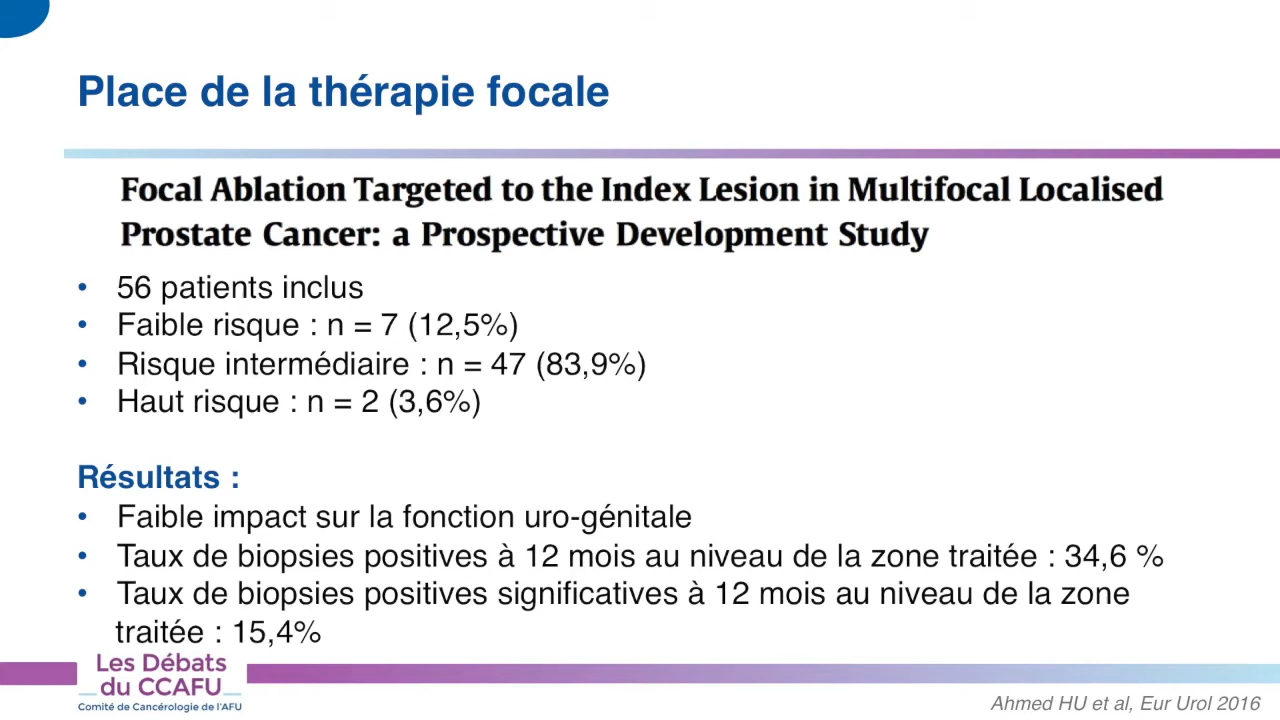 Place de la thérapie focale
Focal Ablation Targeted to the Index Lesion in Multifocal Localised
Prostate Cancer: a Prospective Development Study
• 56 patients inclus
• Faible risque : n = 7 (12,5%)
• Risque intermédiaire : n = 47 (83,9%)
• Haut risque : n = 2 (3,6%)
Résultats :
• Faible impact sur la fonction uro-génitale
• Taux de biopsies positives à 12 mois au niveau de la zone traitée : 34,6 %
• Taux de biopsies positives significatives à 12 mois au niveau de la zone
traitée : 15,4%
Les Débats
du CCAFU
Comité de Cancérologie de l'AFU
Ahmed HU et al, Eur Urol 2016